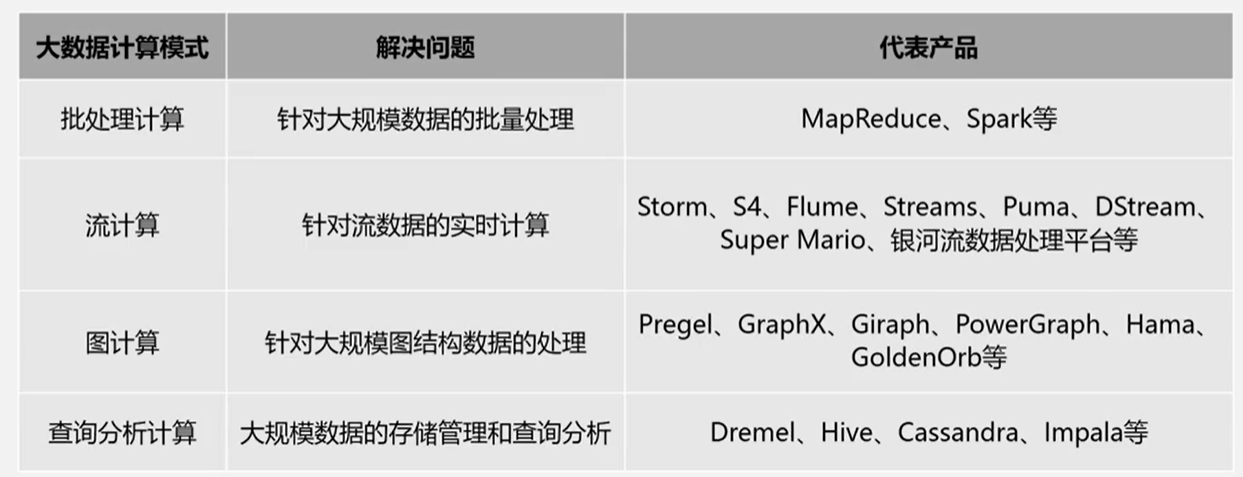 大数据计算模式 解决问题 代表产品
批处理计算 针对大规模数据的批量处理 MapReduce、Spark等
流计算 针对流数据的实时计算 Storm、S4、Flume、Streams、Puma、DStream、
Super Mario、银河流数据处理平台等
图计算 针对大规模图结构数据的处理 Pregel、GraphX、Giraph、PowerGraph、Hama、
GoldenOrb等
查询分析计算 大规模数据的存储管理和查询分析 Dremel、Hive、Cassandra、Impala等